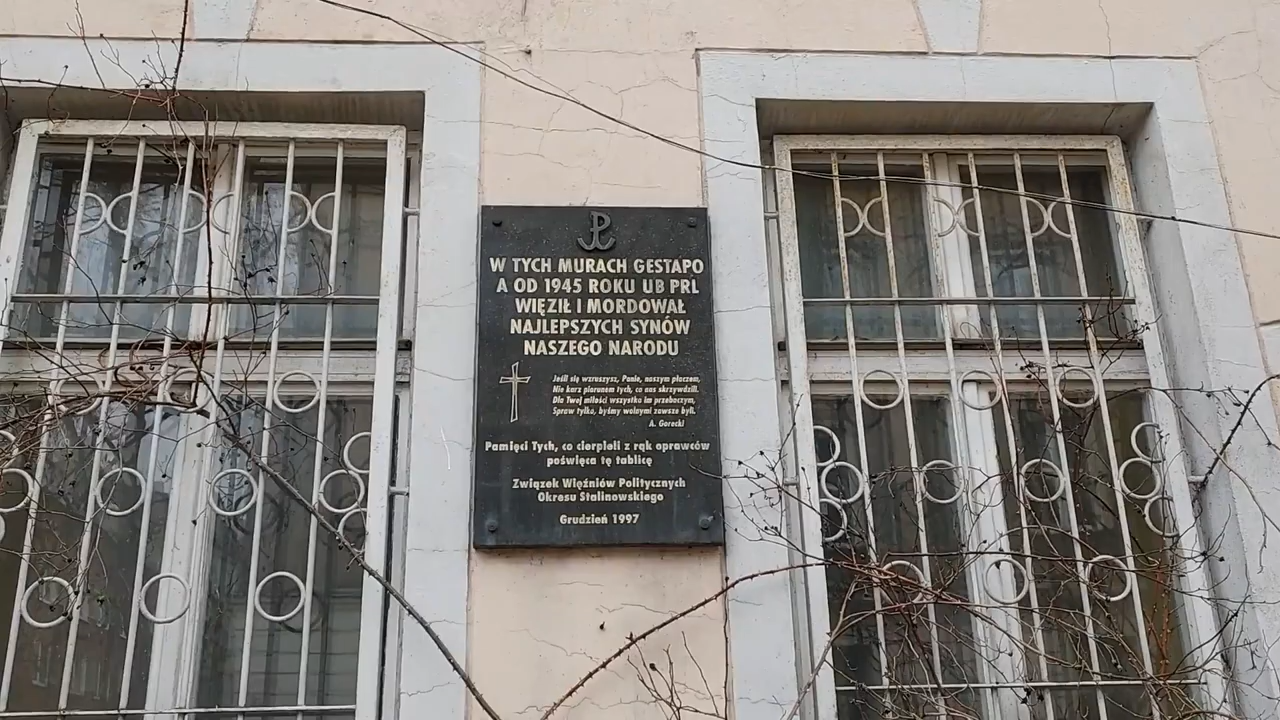 W TYCH MURACH GESTAPO
A OD 1945 ROKU UB PRL
WIĘZIŁ I MORDOWAŁ
NAJLEPSZYCH SYNÓW
NASZEGO NARODU
Jeśli się wzruszysz, Panie, naszym płaczem,
Nie karz piorunem tych, co nas skrzywdzili.
Dla Twej miłości wszystko im przebaczym,
Spraw tylko, byśmy wolnymi zawsze byli.
A. Gorecki
Pamięci Tych, co cierpieli z rąk oprawców
poświęca tę tablicę
Związek Więźniów Politycznych
Okresu Stalinowskiego
Grudzień 1997